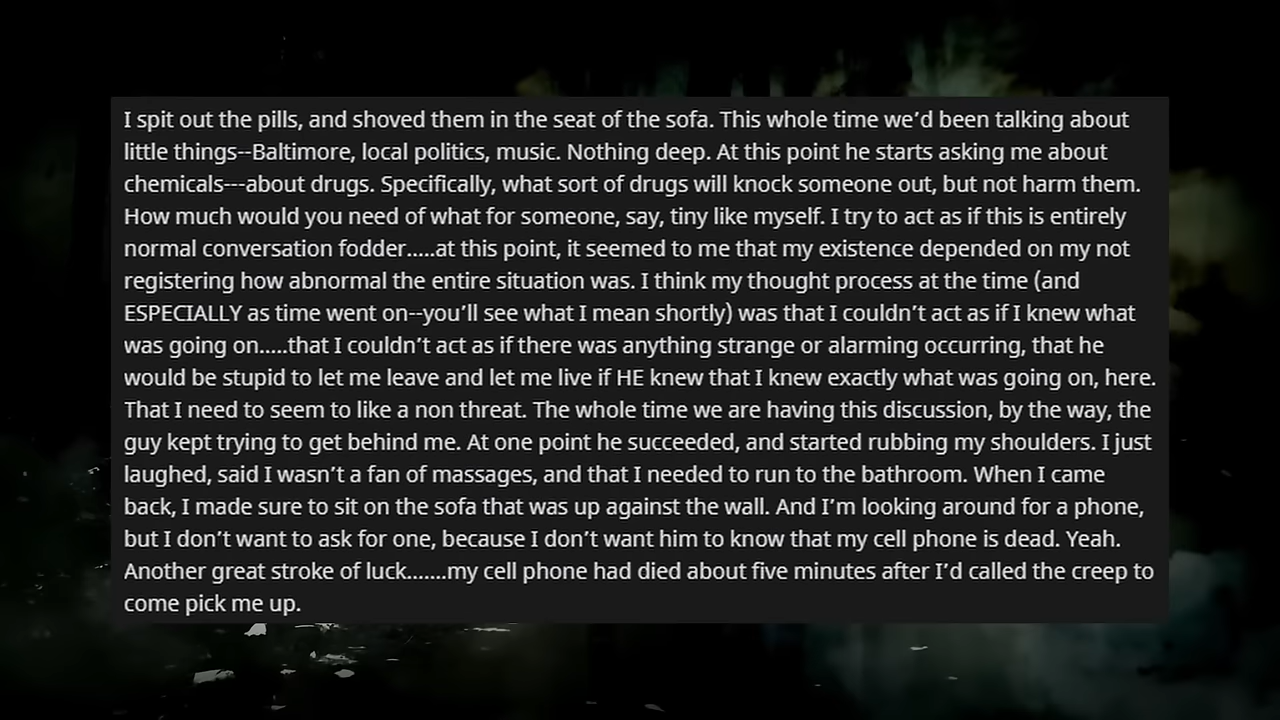 I spit out the pills, and shoved them in the seat of the sofa. This whole time we’d been talking about
little things--Baltimore, local politics, music. Nothing deep. At this point he starts asking me about
chemicals---about drugs. Specifically, what sort of drugs will knock someone out, but not harm them.
How much would you need of what for someone, say, tiny like myself. I try to act as if this is entirely
normal conversation fodder.....at this point, it seemed to me that my existence depended on my not
registering how abnormal the entire situation was. I think my thought process at the time (and
ESPECIALLY as time went on--you’ll see what I mean shortly) was that I couldn’t act as if I knew what
was going on.....that I couldn’t act as if there was anything strange or alarming occurring, that he
would be stupid to let me leave and let me live if HE knew that I knew exactly what was going on, here.
That I need to seem to like a non threat. The whole time we are having this discussion, by the way, the
guy kept trying to get behind me. At one point he succeeded, and started rubbing my shoulders. I just
laughed, said I wasn’t a fan of massages, and that I needed to run to the bathroom. When I came
back, I made sure to sit on the sofa that was up against the wall. And I’m looking around for a phone,
but I don’t want to ask for one, because I don’t want him to know that my cell phone is dead. Yeah.
Another great stroke of luck.......my cell phone had died about five minutes after I’d called the creep to
come pick me up.